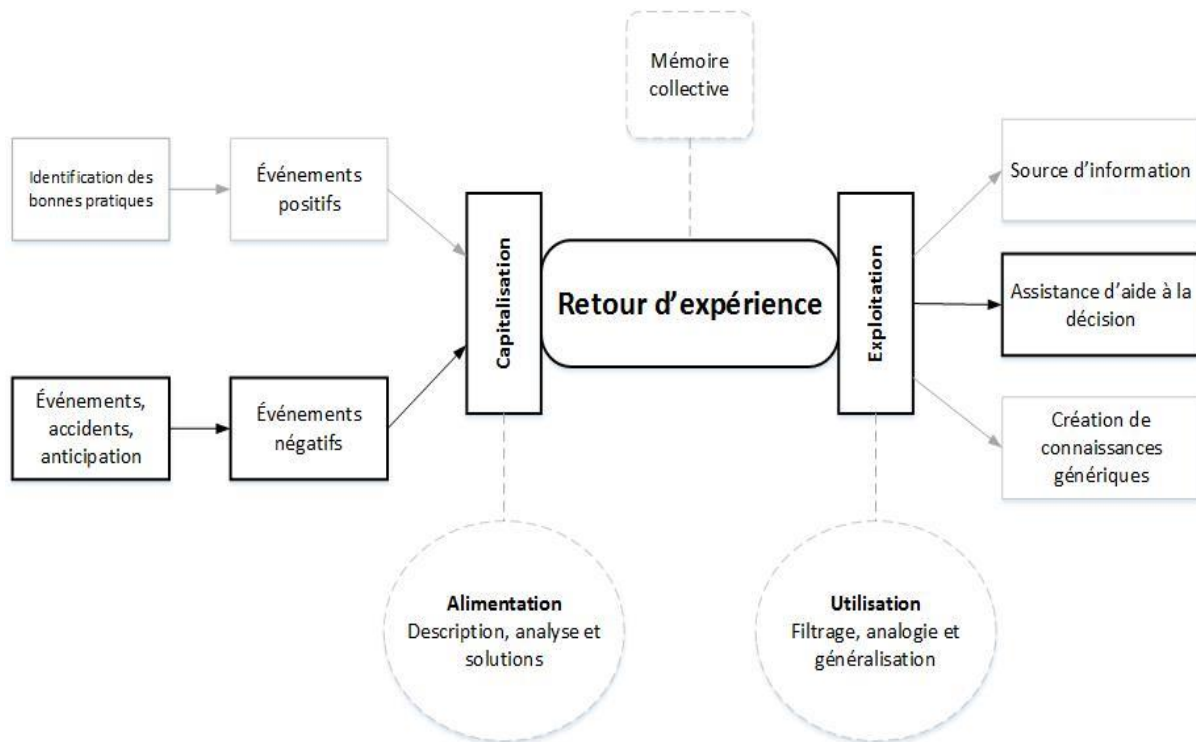 Mémoire
collective
Identification des
bonnes pratiques
Événements
positifs
Source d’information
Capitalisation
Retour d’expérience
Exploitation
Assistance d’aide à la
décision
Événements,
accidents,
anticipation
Événements
négatifs
Création de
connaissances
génériques
Alimentation
Description, analyse et
solutions
Utilisation
Filtrage, analogie et
généralisation